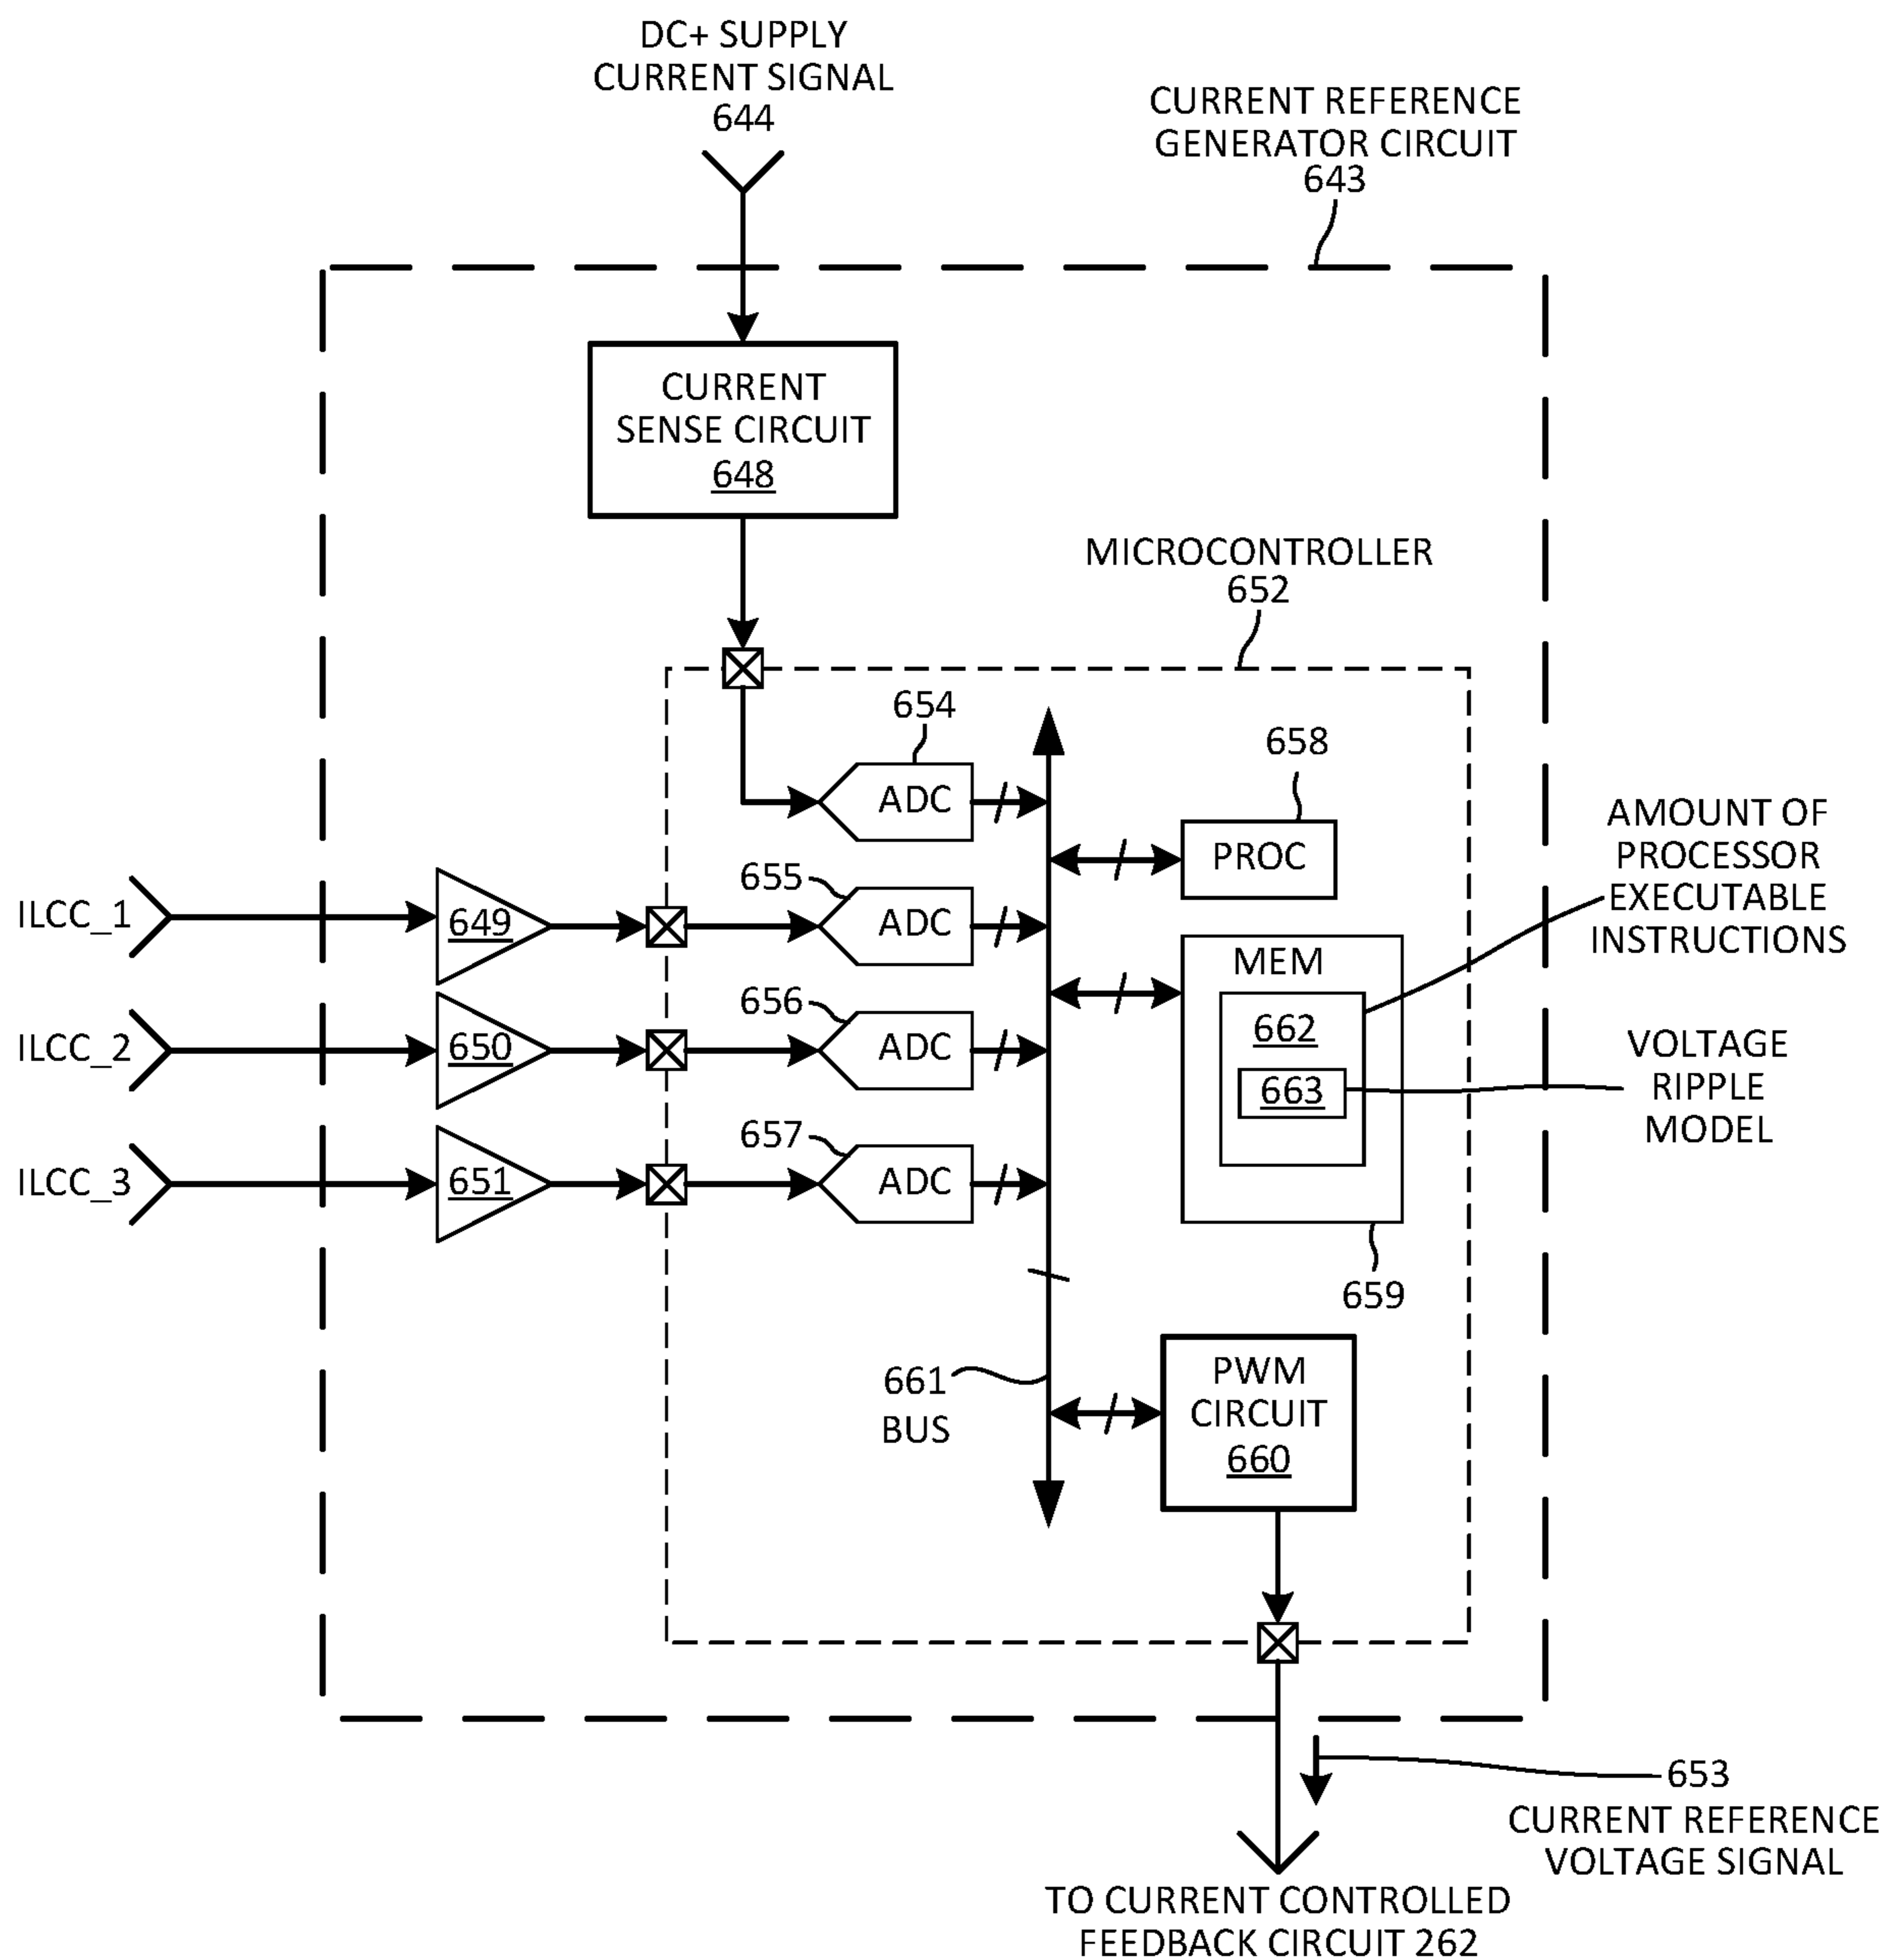 DC+ SUPPLY
CURRENT SIGNAL
644
CURRENT REFERENCE
GENERATOR CIRCUIT
643
CURRENT
SENSE CIRCUIT
648
MICROCONTROLLER
652
654
ADC
658
PROC
AMOUNT OF
PROCESSOR
EXECUTABLE
INSTRUCTIONS
ILCC_1
649
655
ADC
MEM
662
663
VOLTAGE
RIPPLE
MODEL
ILCC_2
650
656
ADC
ILCC_3
651
657
ADC
659
661
BUS
PWM
CIRCUIT
660
653
CURRENT REFERENCE
VOLTAGE SIGNAL
TO CURRENT CONTROLLED
FEEDBACK CIRCUIT 262